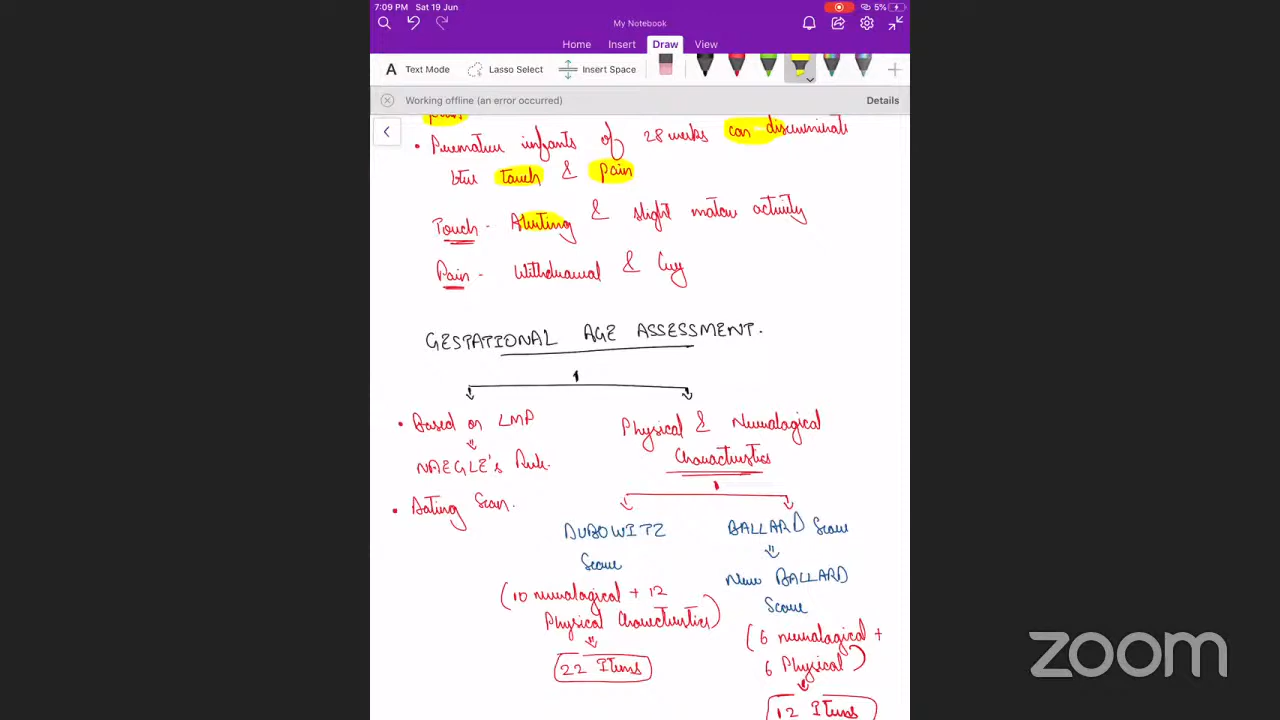 7:09 PM Sat 19 Jun
5%
My Notebook
Home Insert Draw View
A Text Mode Lasso Select Insert Space
Working offline (an error occurred) Details
• Premature infants of 28 weeks can discriminate
btw touch & pain
Touch - Alerting & slight motor activity
Pain - Withdrawal & Cry
GESTATIONAL AGE ASSESSMENT.
• Based on LMP
NAEGLE's Rule.
• Dating Scan.
Physical & Neurological
Characteristics
DUBOWITZ
Score
(10 neurological + 12
Physical Characteristics)
22 Items
BALLARD Score
New BALLARD
Score
(6 neurological +
6 Physical)
12 Items
zoom